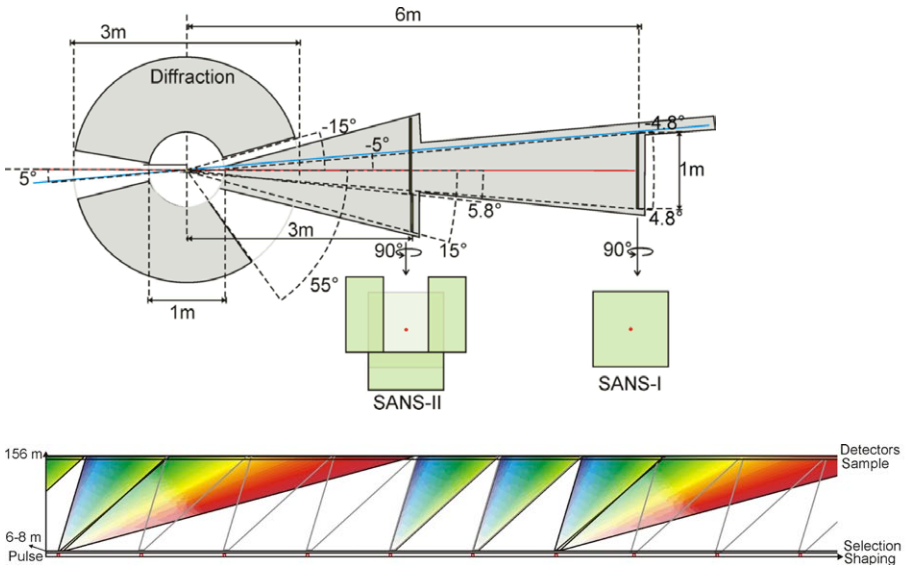 6m
3m
Diffraction
-15°
-4.8°
-5°
1m
5°
5.8°
4.8°
3m
15°
90°
90°
55°
1m
SANS-I
SANS-II
156 m
Detectors
Sample
6-8 m
Pulse
Selection
Shaping